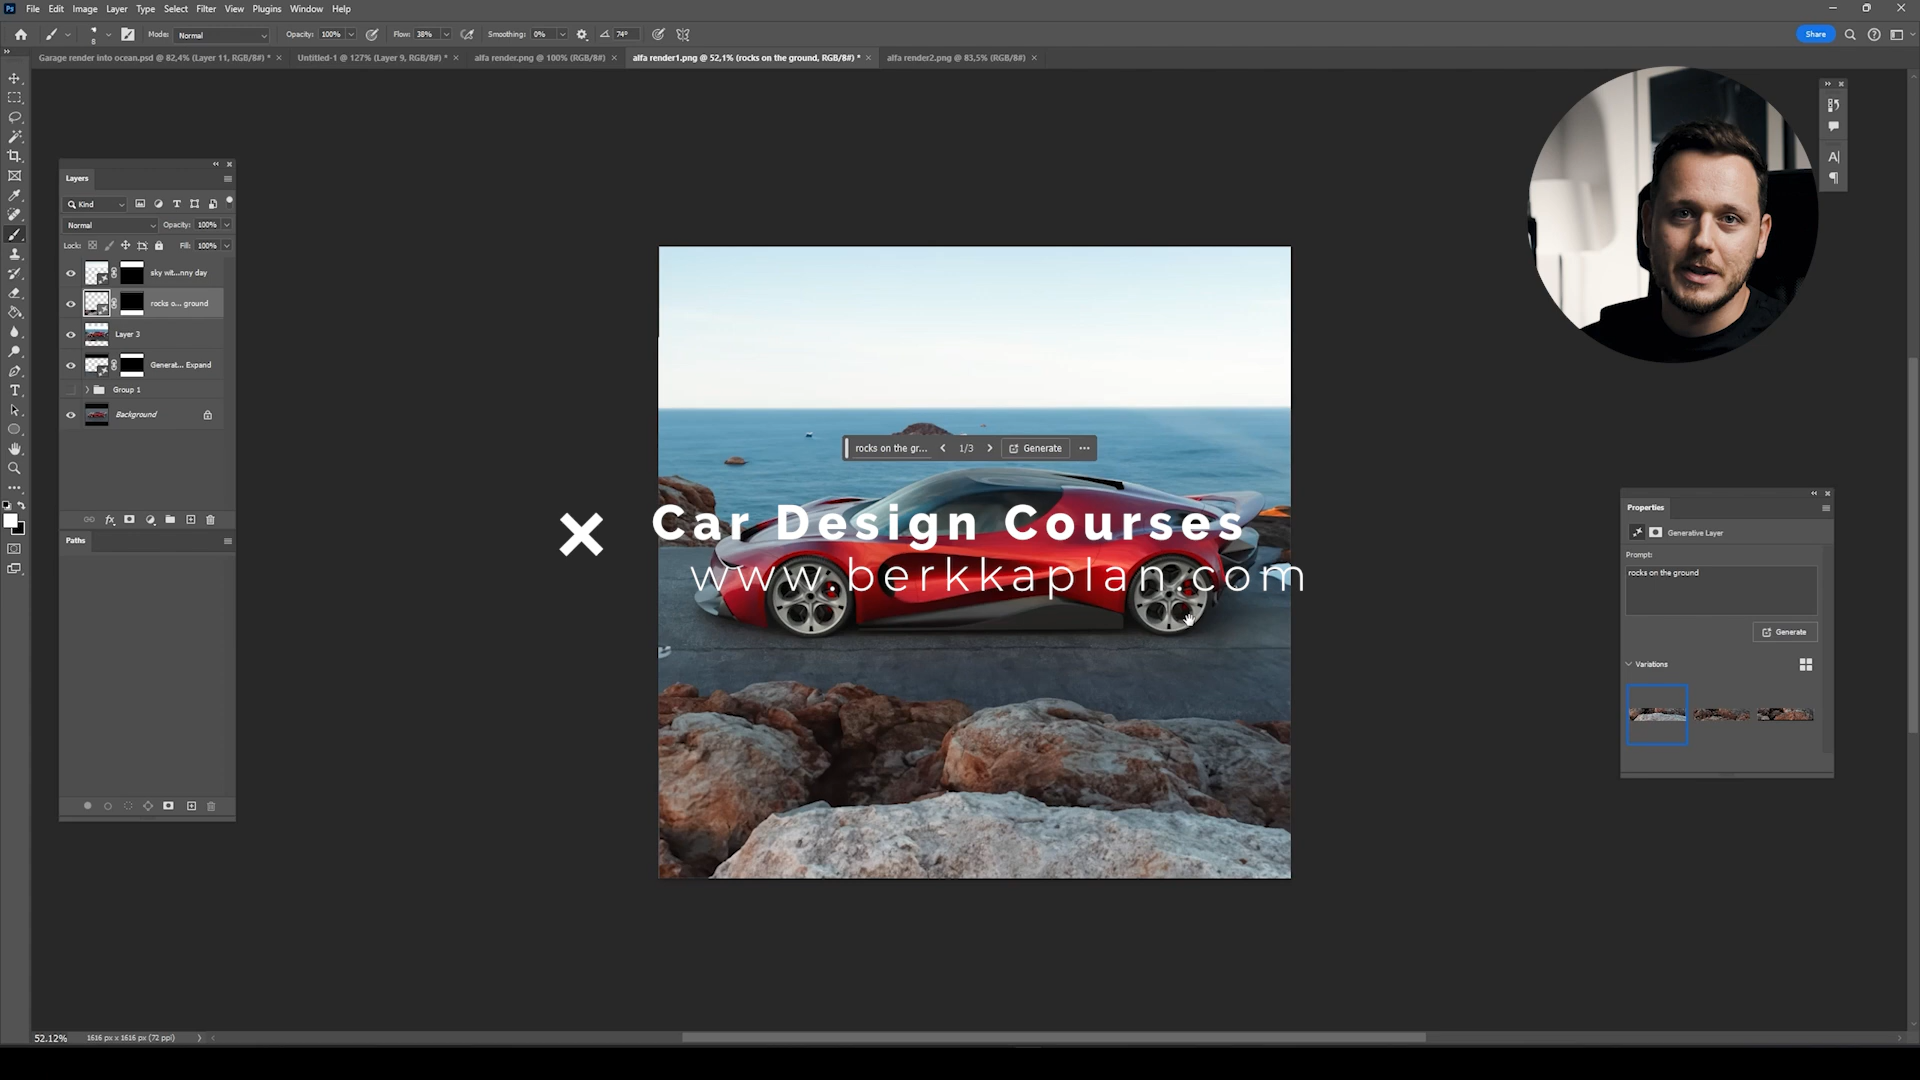 Ps File Edit Image Layer Type Select Filter View Plugins Window Help
8 Mode: Normal Opacity: 100% Flow: 38% Smoothing: 0% 74° Share
Garage render into ocean.psd @ 82,4% (Layer 11, RGB/8#) * × Untitled-1 @ 127% (Layer 9, RGB/8#) * × alfa render.png @ 100% (RGB/8#) × alfa render1.png @ 52,1% (rocks on the ground, RGB/8#) * × alfa render2.png @ 83,5% (RGB/8#) ×
Layers
Kind
Normal Opacity: 100%
Lock: Fill: 100%
sky wit...nny day
rocks o... ground
Layer 3
Generat... Expand
Group 1
Background
fx
Paths
rocks on the gr... 1/3 Generate
Car Design Courses
www.berkkaplan.com
Properties
Generative Layer
Prompt:
rocks on the ground
Generate
Variations
52.12% 1616 px x 1616 px (72 ppi)